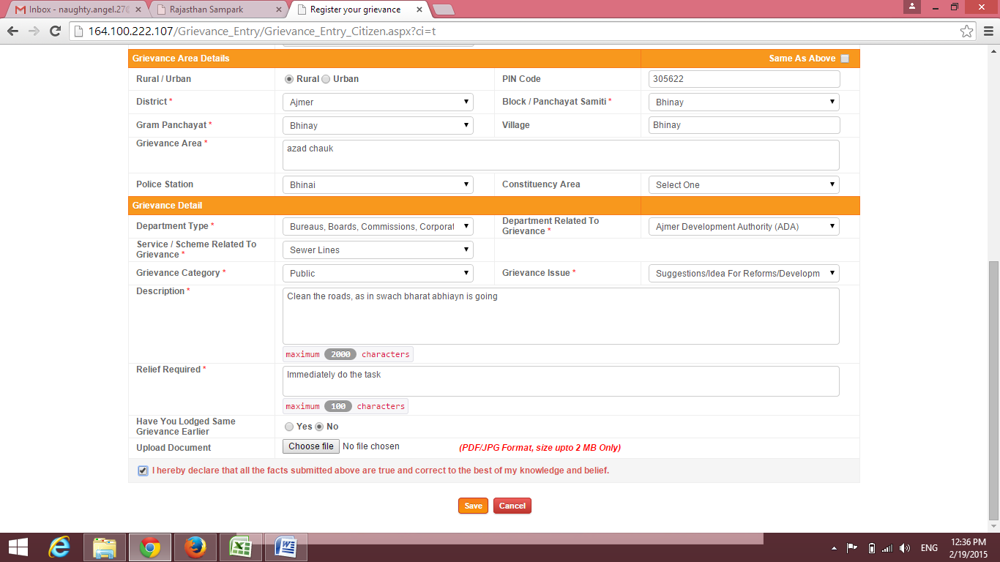 Inbox - naughty.angel.27
Rajasthan Sampark
Register your grievance
164.100.222.107/Grievance_Entry/Grievance_Entry_Citizen.aspx?ci=t
Grievance Area Details Same As Above
Rural / Urban Rural Urban PIN Code 305622
District * Ajmer Block / Panchayat Samiti * Bhinay
Gram Panchayat * Bhinay Village Bhinay
Grievance Area * azad chauk
Police Station Bhinai Constituency Area Select One
Grievance Detail
Department Type * Bureaus, Boards, Commissions, Corporat Department Related To
Grievance * Ajmer Development Authority (ADA)
Service / Scheme Related To
Grievance * Sewer Lines
Grievance Category * Public Grievance Issue * Suggestions/Idea For Reforms/Developm
Description * Clean the roads, as in swach bharat abhiayn is going
maximum 2000 characters
Relief Required * Immediately do the task
maximum 100 characters
Have You Lodged Same
Grievance Earlier Yes No
Upload Document Choose file No file chosen (PDF/JPG Format, size upto 2 MB Only)
I hereby declare that all the facts submitted above are true and correct to the best of my knowledge and belief.
Save Cancel
ENG
12:36 PM
2/19/2015